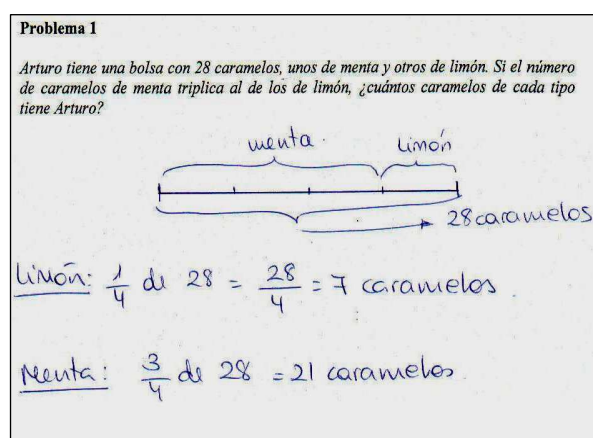 Problema 1
Arturo tiene una bolsa con 28 caramelos, unos de menta y otros de limón. Si el número
de caramelos de menta triplica al de los de limón, ¿cuántos caramelos de cada tipo
tiene Arturo?
menta. limón
28 caramelos
Limón: 1/4 de 28 = 28/4 = 7 caramelos.
Menta: 3/4 de 28 = 21 caramelos.